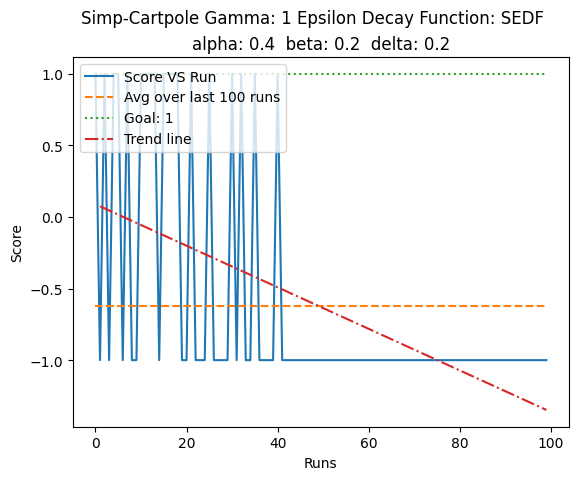 Simp-Cartpole Gamma: 1 Epsilon Decay Function: SEDF
alpha: 0.4 beta: 0.2 delta: 0.2
Score VS Run
Avg over last 100 runs
Goal: 1
Trend line
1.0
0.5
0.0
−0.5
−1.0
Score
0
20
40
60
80
100
Runs